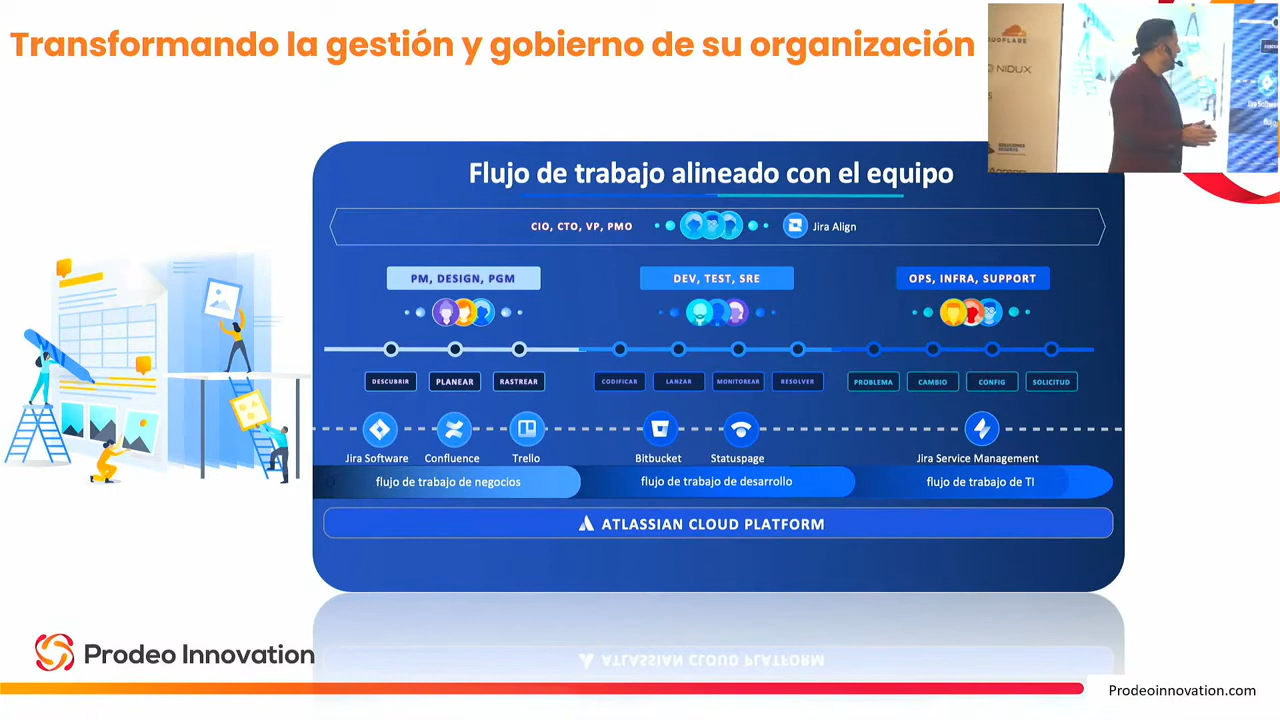 Transformando la gestión y gobierno de su organización
NIDUX
Flujo de trabajo alineado con el equipo
CIO, CTO, VP, PMO
Jira Align
PM, DESIGN, PGM
DEV, TEST, SRE
OPS, INFRA, SUPPORT
DESCUBRIR
PLANEAR
RASTREAR
CODIFICAR
LANZAR
MONITOREAR
RESOLVER
PROBLEMA
CAMBIO
CONFIG
SOLICITUD
Jira Software
Confluence
Trello
Bitbucket
Statuspage
Jira Service Management
flujo de trabajo de negocios
flujo de trabajo de desarrollo
flujo de trabajo de TI
ATLASSIAN CLOUD PLATFORM
Prodeo Innovation
Prodeoinnovation.com